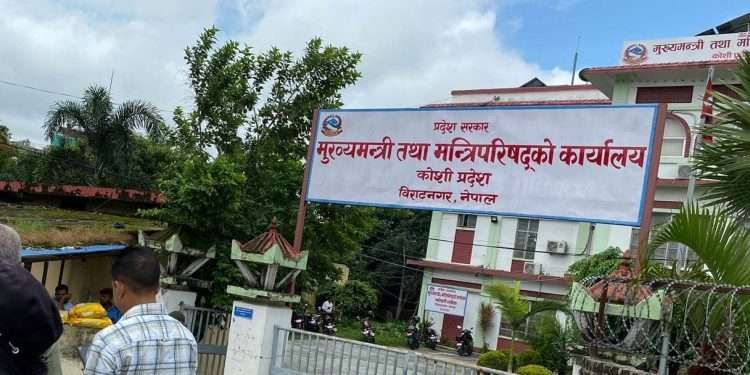 प्रदेश सरकार
मुख्यमन्त्री तथा मन्त्रिपरिषद्को कार्यालय
कोशी प्रदेश
विराटनगर, नेपाल
मुख्यमन्त्री तथा
कोशी